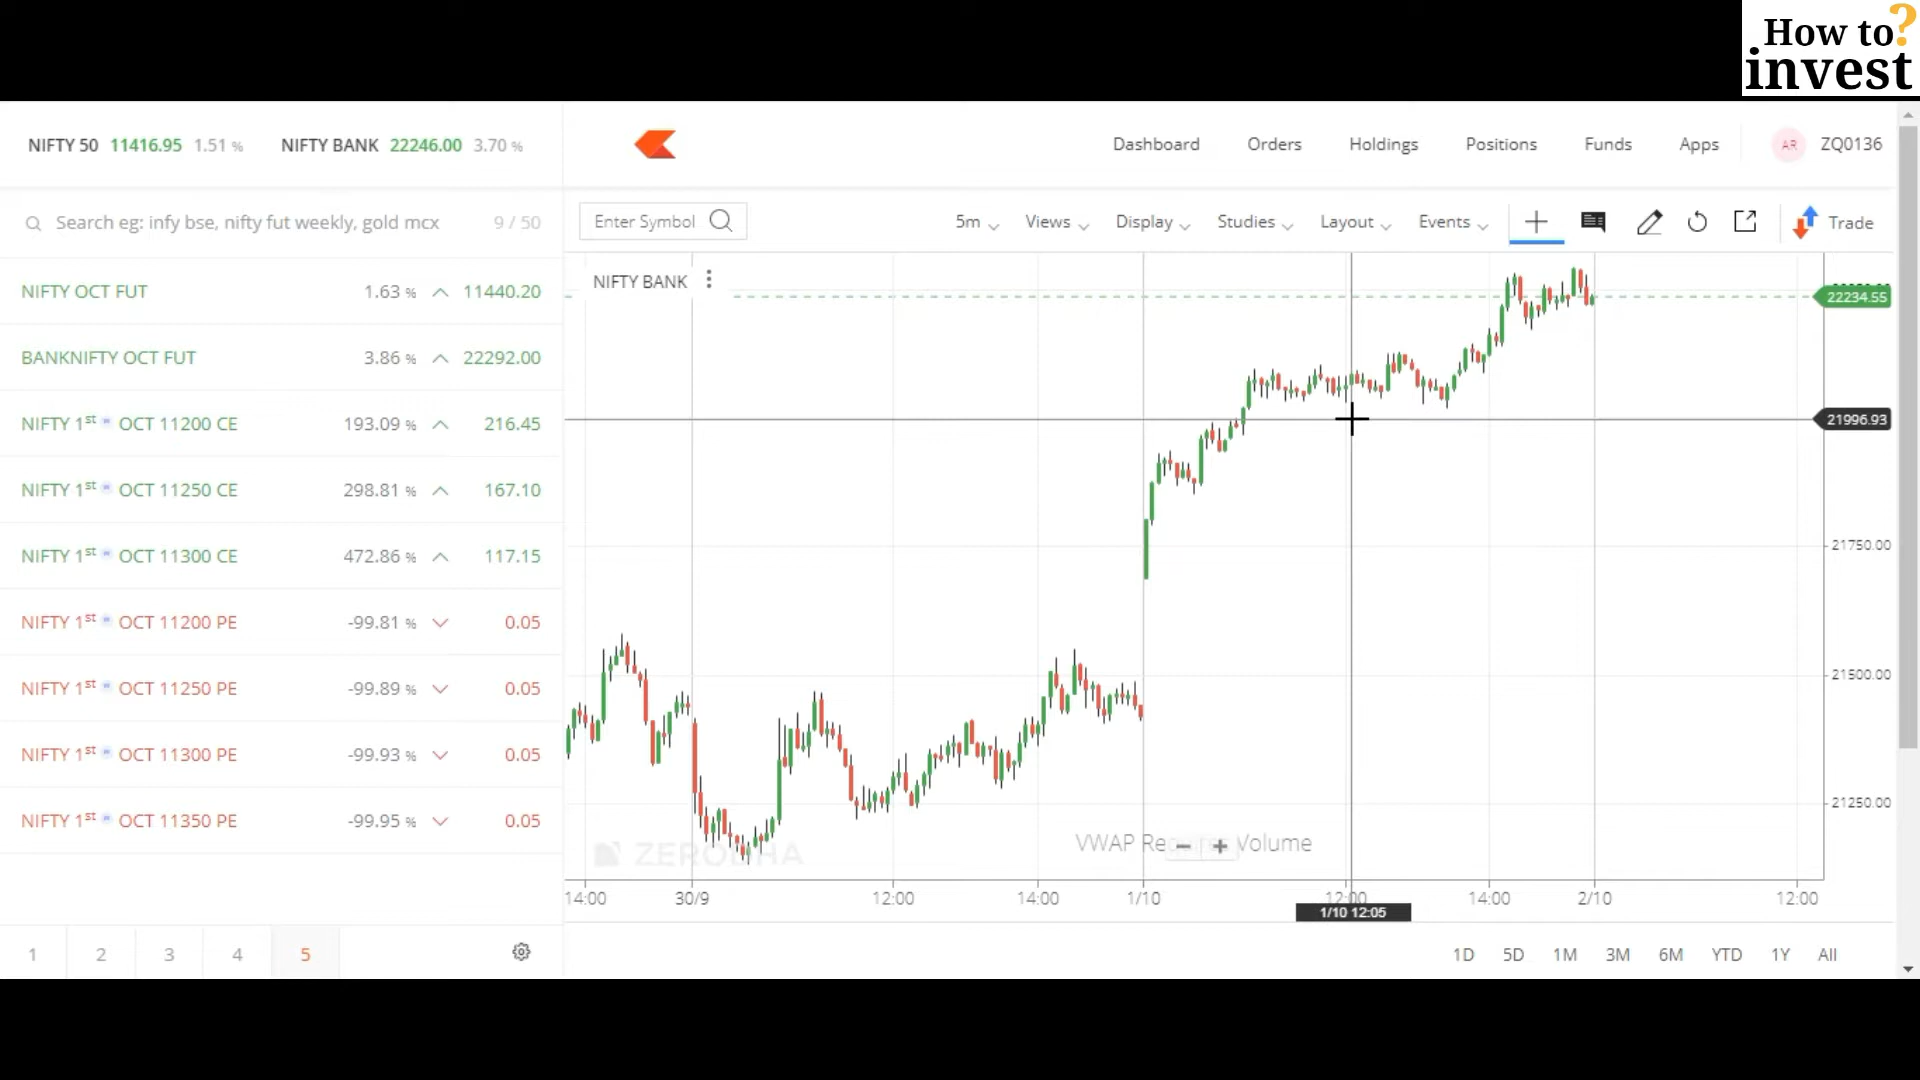 How to?
invest
NIFTY 50 11416.95 1.51 % NIFTY BANK 22246.00 3.70 %
Dashboard Orders Holdings Positions Funds Apps AR ZQ0136
Search eg: infy bse, nifty fut weekly, gold mcx 9 / 50
Enter Symbol 5m Views Display Studies Layout Events Trade
NIFTY OCT FUT 1.63 % 11440.20
BANKNIFTY OCT FUT 3.86 % 22292.00
NIFTY 1st w OCT 11200 CE 193.09 % 216.45
NIFTY 1st w OCT 11250 CE 298.81 % 167.10
NIFTY 1st w OCT 11300 CE 472.86 % 117.15
NIFTY 1st w OCT 11200 PE -99.81 % 0.05
NIFTY 1st w OCT 11250 PE -99.89 % 0.05
NIFTY 1st w OCT 11300 PE -99.93 % 0.05
NIFTY 1st w OCT 11350 PE -99.95 % 0.05
1 2 3 4 5
NIFTY BANK
22234.55
21996.93
21750.00
21500.00
21250.00
ZERODHA
VWAP Volume
14:00 30/9 12:00 14:00 1/10 12:00 14:00 2/10 12:00
1/10 12:05
1D 5D 1M 3M 6M YTD 1Y All